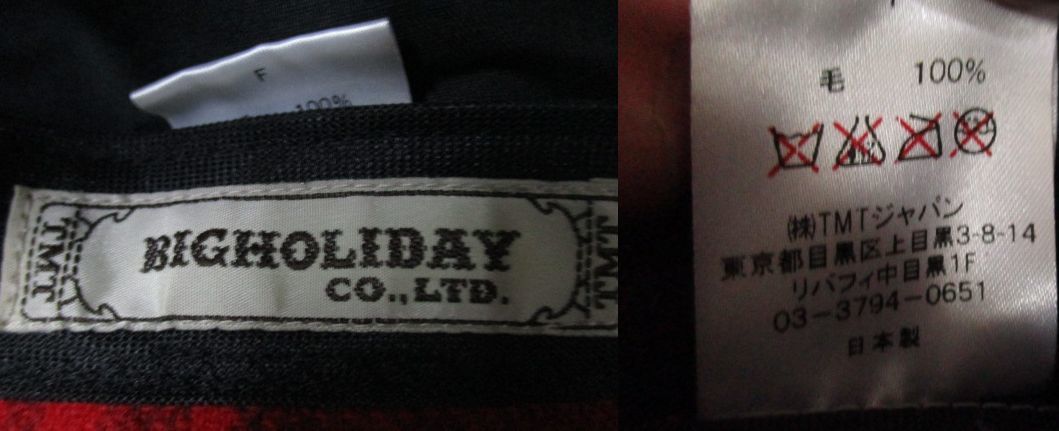 F
100%
TMT
BIGHOLIDAY
CO.,LTD.
TMT
毛 100%
(株)TMTジャパン
東京都目黒区上目黒3-8-14
リバフィ中目黒1F
03-3794-0651
日本製